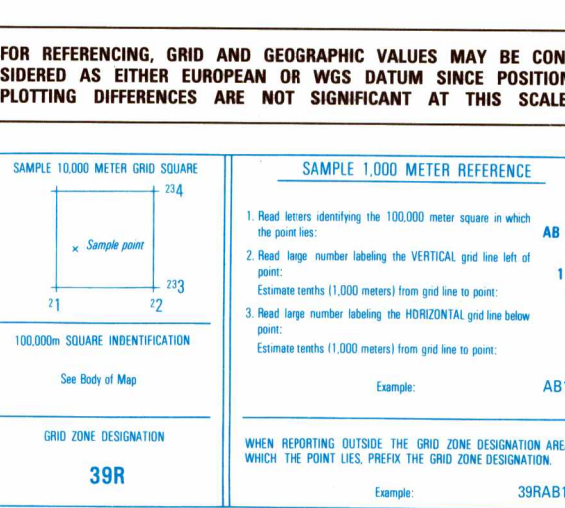 FOR REFERENCING, GRID AND GEOGRAPHIC VALUES MAY BE CON
SIDERED AS EITHER EUROPEAN OR WGS DATUM SINCE POSITION
PLOTTING DIFFERENCES ARE NOT SIGNIFICANT AT THIS SCALE
SAMPLE 10,000 METER GRID SQUARE
234
Sample point
233
21 22
100,000m SQUARE INDENTIFICATION
See Body of Map
GRID ZONE DESIGNATION
39R
SAMPLE 1,000 METER REFERENCE
1. Read letters identifying the 100,000 meter square in which
the point lies: AB
2. Read large number labeling the VERTICAL grid line left of
point: 1
Estimate tenths (1,000 meters) from grid line to point:
3. Read large number labeling the HORIZONTAL grid line below
point:
Estimate tenths (1,000 meters) from grid line to point:
Example: AB1
WHEN REPORTING OUTSIDE THE GRID ZONE DESIGNATION ARE
WHICH THE POINT LIES, PREFIX THE GRID ZONE DESIGNATION.
Example: 39RAB1